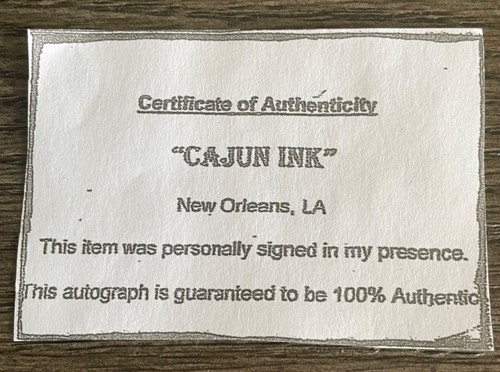 Certificate of Authenticity
“CAJUN INK”
New Orleans, LA
This item was personally signed in my presence.
This autograph is guaranteed to be 100% Authentic